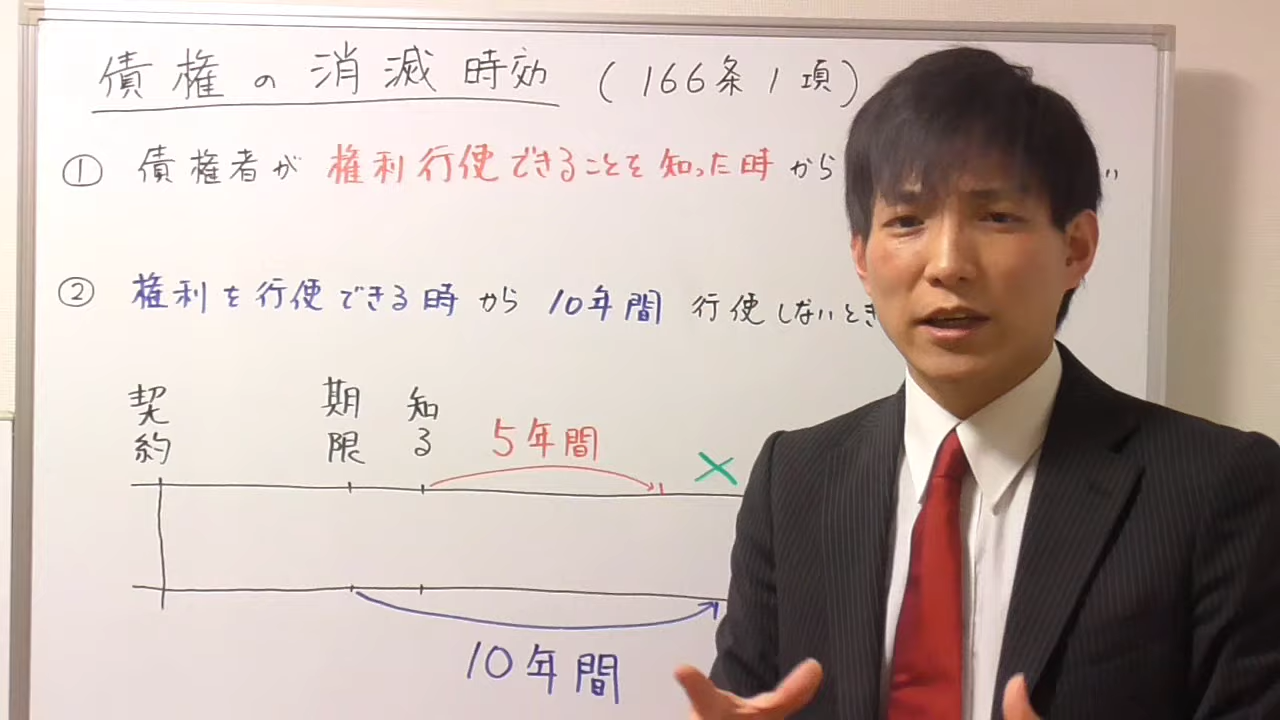 債権の消滅時効 (166条1項)
① 債権者が権利行使できることを知った時から
② 権利を行使できる時から10年間 行使しないとき
契約 期限 知る 5年間 ×
10年間